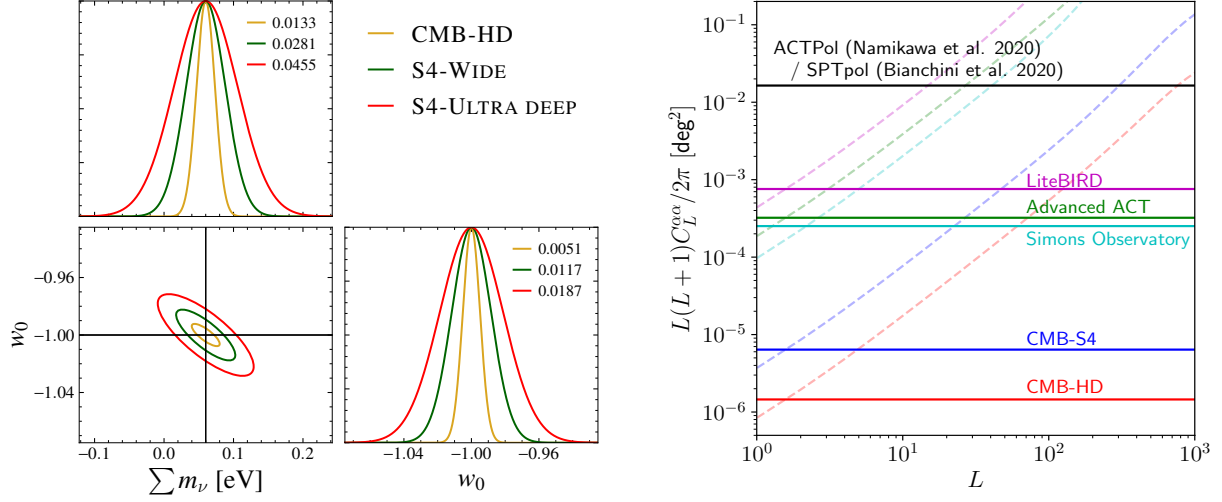 0.0133
0.0281
0.0455
CMB-HD
S4-WIDE
S4-ULTRA DEEP
0.0051
0.0117
0.0187
−0.96
−1.00
−1.04
w₀
−0.1 0.0 0.1 0.2
∑ mν [eV]
−1.04 −1.00 −0.96
w₀
L(L + 1)C_L^{αα}/2π [deg²]
10⁻¹
10⁻²
10⁻³
10⁻⁴
10⁻⁵
10⁻⁶
ACTPol (Namikawa et al. 2020)
/ SPTpol (Bianchini et al. 2020)
LiteBIRD
Advanced ACT
Simons Observatory
CMB-S4
CMB-HD
10⁰ 10¹ 10² 10³
L